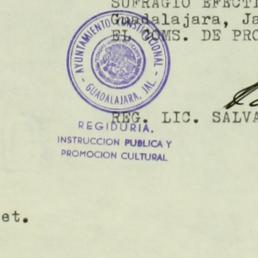 SUFRAGIO EFECTI
Guadalajara, Ja
EL COMS. DE PRO
AYUNTAMIENTO CONSTITUCIONAL
GUADALAJARA, JAL.
REGIDURIA.
REG. LIC. SALVA
INSTRUCCION PUBLICA Y
PROMOCION CULTURAL
et.